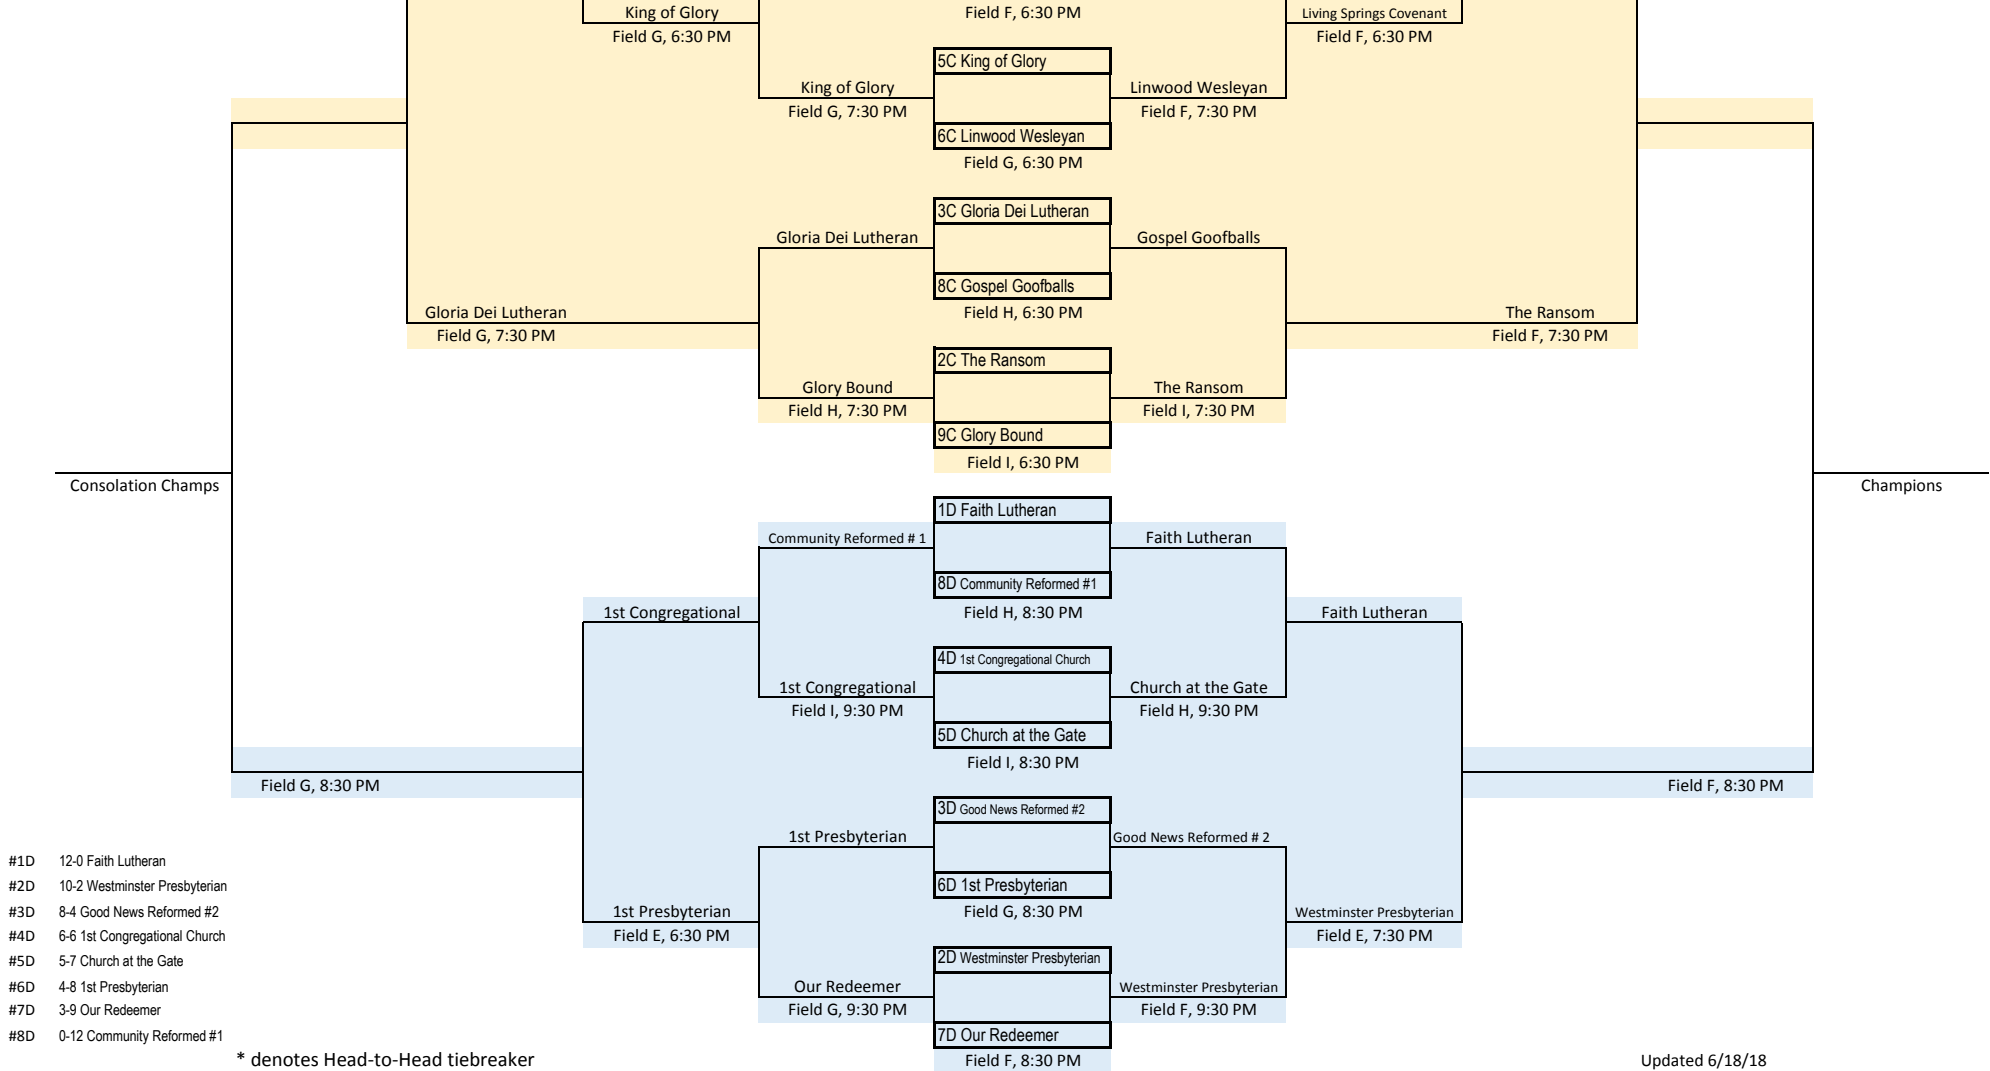 King of Glory
Field F, 6:30 PM
Living Springs Covenant
Field G, 6:30 PM
Field F, 6:30 PM
5C King of Glory
King of Glory
Linwood Wesleyan
Field G, 7:30 PM
Field F, 7:30 PM
6C Linwood Wesleyan
Field G, 6:30 PM
3C Gloria Dei Lutheran
Gloria Dei Lutheran
Gospel Goofballs
8C Gospel Goofballs
Gloria Dei Lutheran
Field H, 6:30 PM
The Ransom
Field G, 7:30 PM
Field F, 7:30 PM
2C The Ransom
Glory Bound
The Ransom
Field H, 7:30 PM
Field I, 7:30 PM
9C Glory Bound
Field I, 6:30 PM
Consolation Champs
Champions
1D Faith Lutheran
Community Reformed # 1
Faith Lutheran
8D Community Reformed #1
1st Congregational
Field H, 8:30 PM
Faith Lutheran
4D 1st Congregational Church
1st Congregational
Church at the Gate
Field I, 9:30 PM
Field H, 9:30 PM
5D Church at the Gate
Field I, 8:30 PM
Field G, 8:30 PM
Field F, 8:30 PM
3D Good News Reformed #2
1st Presbyterian
Good News Reformed # 2
6D 1st Presbyterian
1st Presbyterian
Field G, 8:30 PM
Westminster Presbyterian
Field E, 6:30 PM
Field E, 7:30 PM
2D Westminster Presbyterian
Our Redeemer
Westminster Presbyterian
Field G, 9:30 PM
Field F, 9:30 PM
7D Our Redeemer
Field F, 8:30 PM
#1D 12-0 Faith Lutheran
#2D 10-2 Westminster Presbyterian
#3D 8-4 Good News Reformed #2
#4D 6-6 1st Congregational Church
#5D 5-7 Church at the Gate
#6D 4-8 1st Presbyterian
#7D 3-9 Our Redeemer
#8D 0-12 Community Reformed #1
* denotes Head-to-Head tiebreaker
Updated 6/18/18